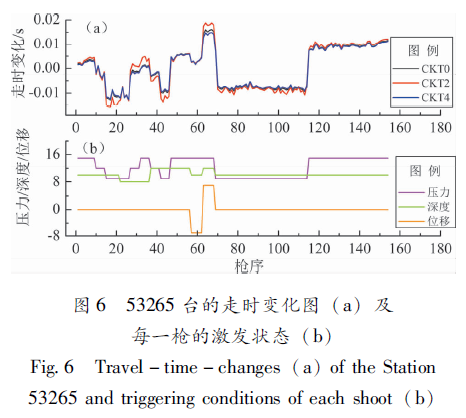 (a)
走时变化/s
0.02
0.01
0.00
-0.01
图 例
CKT0
CKT2
CKT4
0 20 40 60 80 100 120 140 160 180
(b)
压力/深度/位移
16
8
0
-8
图 例
压力
深度
位移
0 20 40 60 80 100 120 140 160 180
枪序
图 6 53265 台的走时变化图 (a) 及
每一枪的激发状态 (b)
Fig. 6 Travel – time – changes (a) of the Station
53265 and triggering conditions of each shoot (b)